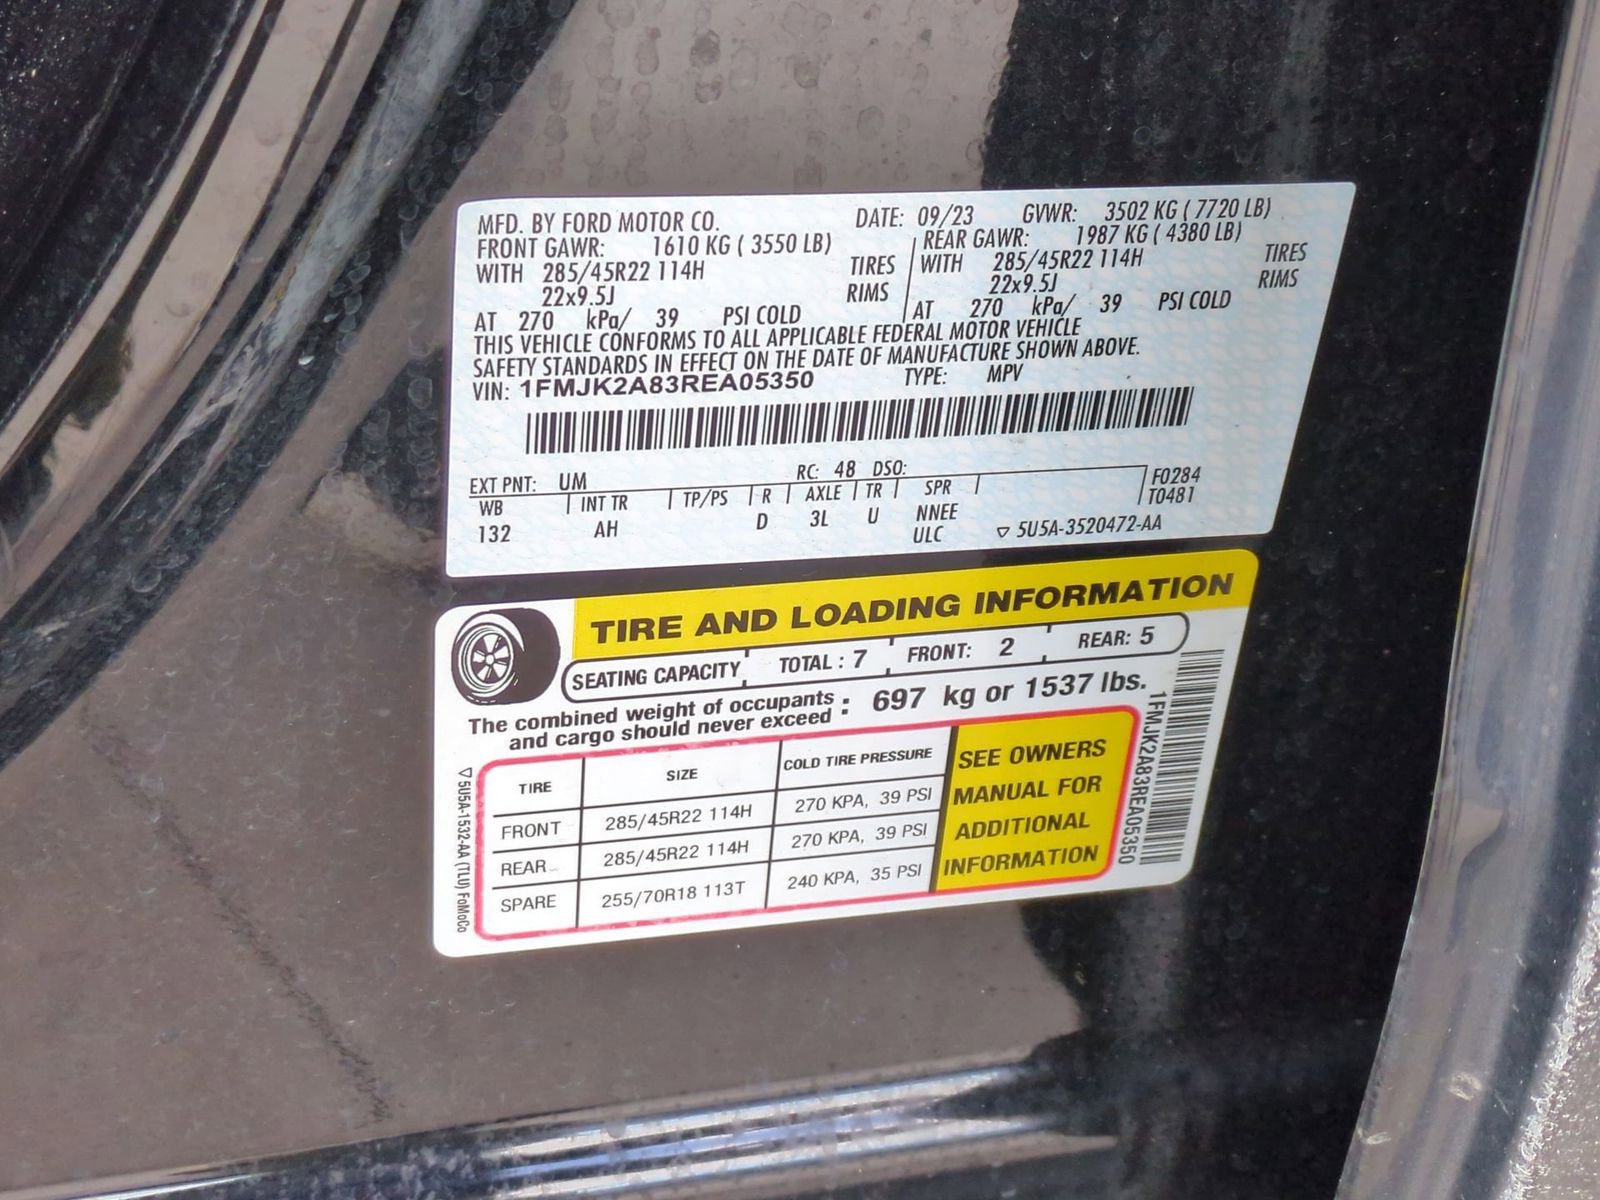 MFD. BY FORD MOTOR CO. DATE: 09/23 GVWR: 3502 KG ( 7720 LB)
FRONT GAWR: 1610 KG ( 3550 LB) REAR GAWR: 1987 KG ( 4380 LB)
WITH 285/45R22 114H TIRES WITH 285/45R22 114H TIRES
22x9.5J RIMS 22x9.5J RIMS
AT 270 kPa/ 39 PSI COLD AT 270 kPa/ 39 PSI COLD
THIS VEHICLE CONFORMS TO ALL APPLICABLE FEDERAL MOTOR VEHICLE
SAFETY STANDARDS IN EFFECT ON THE DATE OF MANUFACTURE SHOWN ABOVE.
VIN: 1FMJK2A83REA05350 TYPE: MPV
EXT PNT: UM RC: 48 DSO: F0284
WB INT TR TP/PS R AXLE TR SPR T0481
132 AH D 3L U NNEE
ULC 5U5A-3520472-AA
TIRE AND LOADING INFORMATION
SEATING CAPACITY TOTAL : 7 FRONT: 2 REAR: 5
The combined weight of occupants
and cargo should never exceed : 697 kg or 1537 lbs.
TIRE SIZE COLD TIRE PRESSURE
FRONT 285/45R22 114H 270 KPA, 39 PSI
REAR 285/45R22 114H 270 KPA, 39 PSI
SPARE 255/70R18 113T 240 KPA, 35 PSI
SEE OWNERS
MANUAL FOR
ADDITIONAL
INFORMATION
1FMJK2A83REA05350
5U5A-1532-AA (TLU) FoMoCo